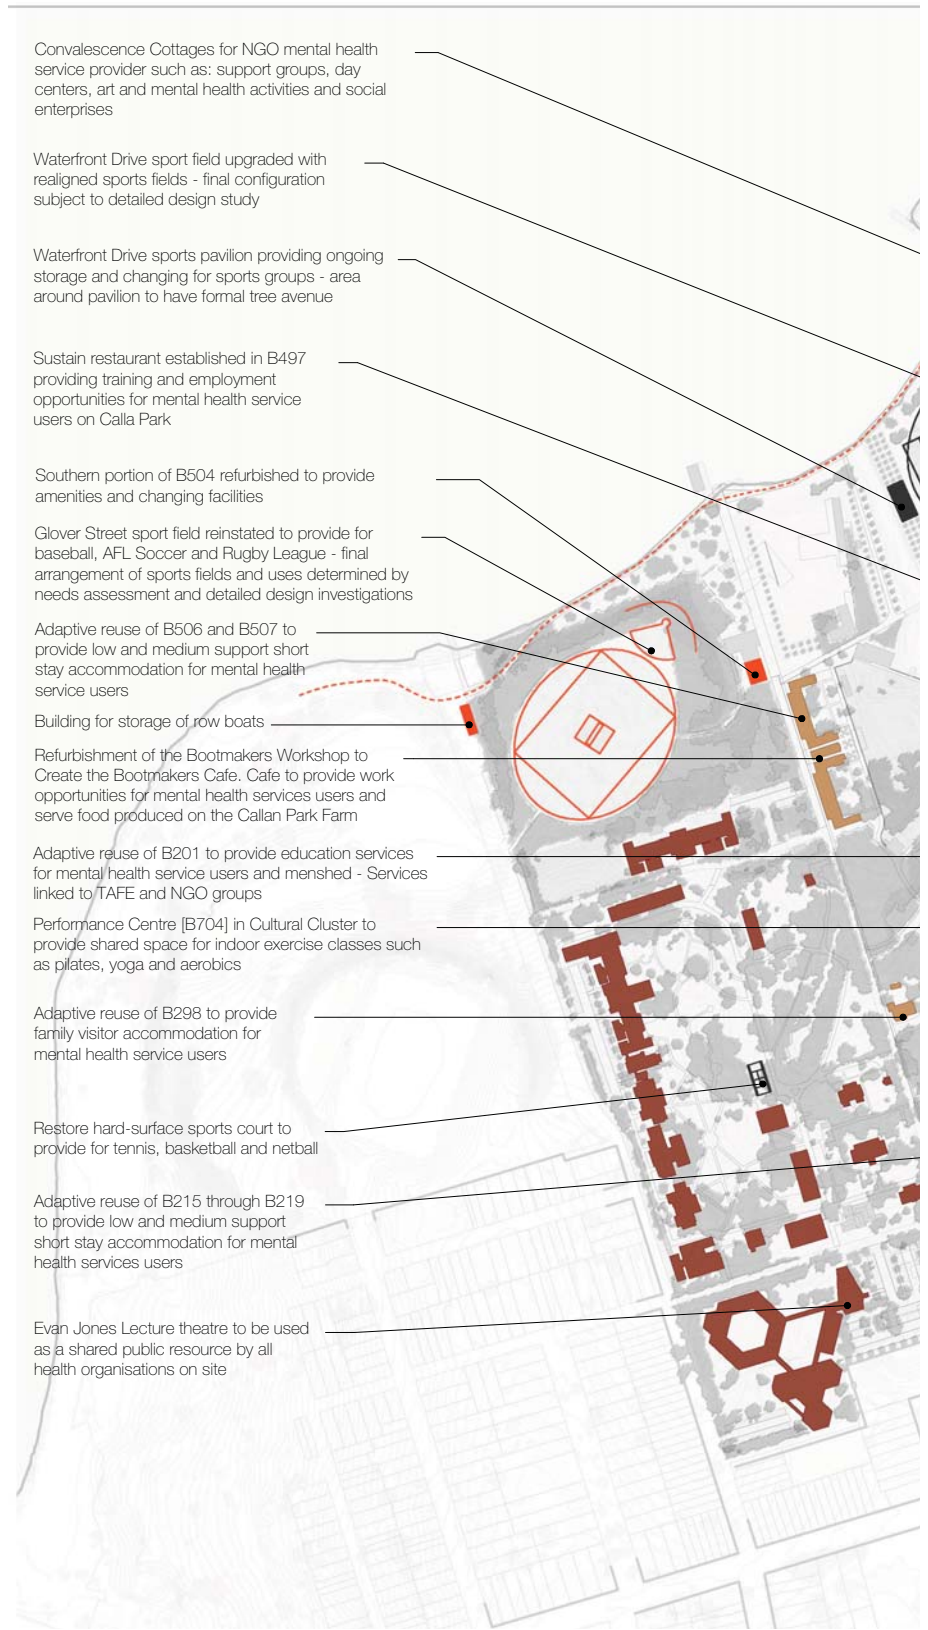 Convalescence Cottages for NGO mental health
service provider such as: support groups, day
centers, art and mental health activities and social
enterprises
Waterfront Drive sport field upgraded with
realigned sports fields - final configuration
subject to detailed design study
Waterfront Drive sports pavilion providing ongoing
storage and changing for sports groups - area
around pavilion to have formal tree avenue
Sustain restaurant established in B497
providing training and employment
opportunities for mental health service
users on Calla Park
Southern portion of B504 refurbished to provide
amenities and changing facilities
Glover Street sport field reinstated to provide for
baseball, AFL Soccer and Rugby League - final
arrangement of sports fields and uses determined by
needs assessment and detailed design investigations
Adaptive reuse of B506 and B507 to
provide low and medium support short
stay accommodation for mental health
service users
Building for storage of row boats
Refurbishment of the Bootmakers Workshop to
Create the Bootmakers Cafe. Cafe to provide work
opportunities for mental health services users and
serve food produced on the Callan Park Farm
Adaptive reuse of B201 to provide education services
for mental health service users and menshed - Services
linked to TAFE and NGO groups
Performance Centre [B704] in Cultural Cluster to
provide shared space for indoor exercise classes such
as pilates, yoga and aerobics
Adaptive reuse of B298 to provide
family visitor accommodation for
mental health service users
Restore hard-surface sports court to
provide for tennis, basketball and netball
Adaptive reuse of B215 through B219
to provide low and medium support
short stay accommodation for mental
health services users
Evan Jones Lecture theatre to be used
as a shared public resource by all
health organisations on site